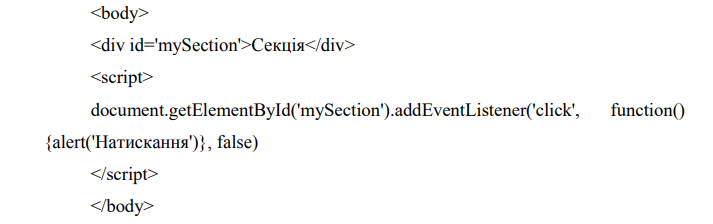 <body>
<div id='mySection'>Секція</div>
<script>
document.getElementById('mySection').addEventListener('click', function()
{alert('Натискання')}, false)
</script>
</body>